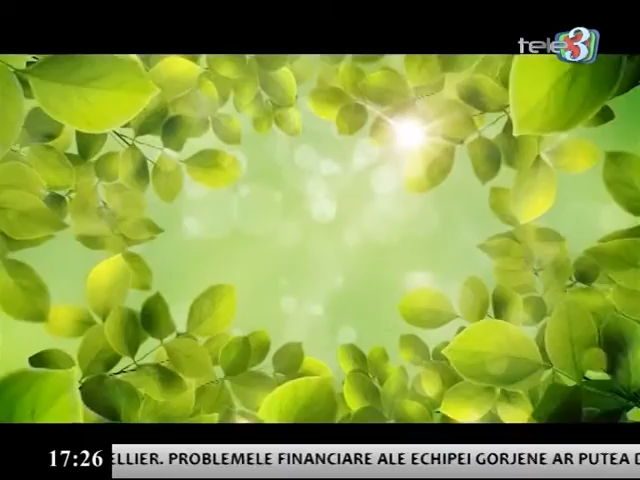 tele3
17:26
ELLIER. PROBLEMELE FINANCIARE ALE ECHIPEI GORJENE AR PUTEA D